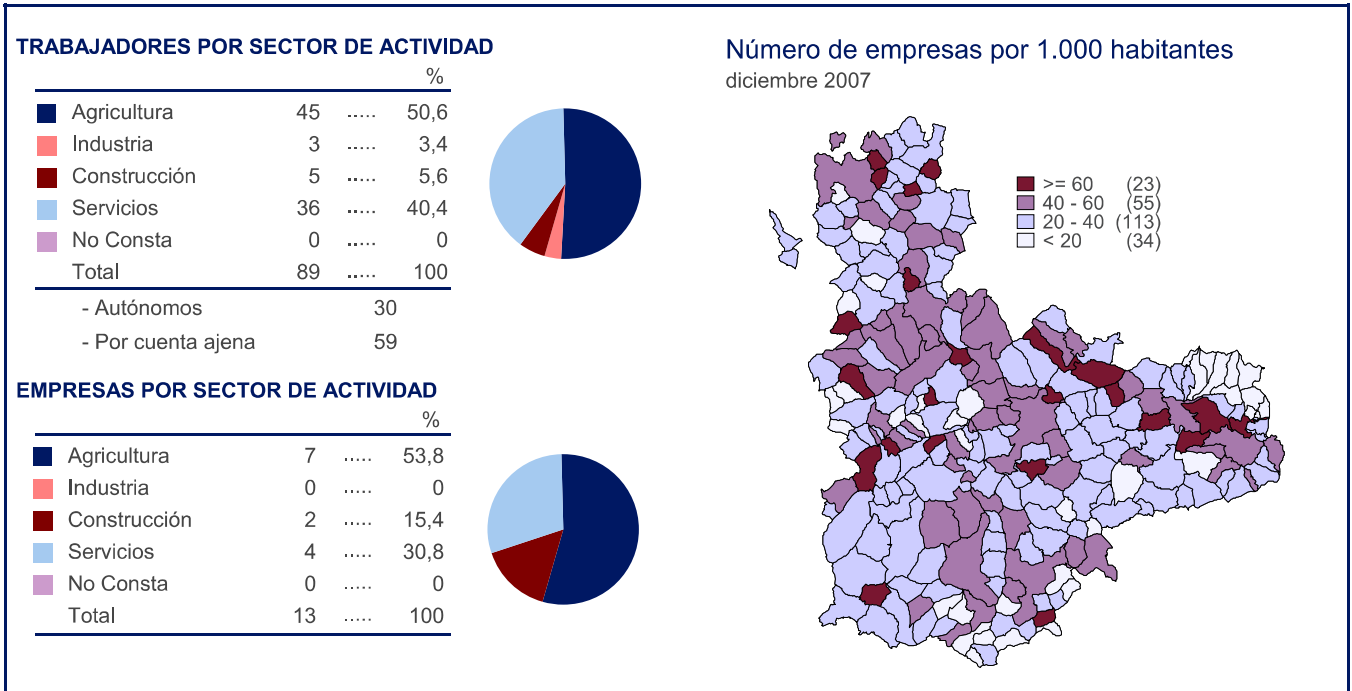 TRABAJADORES POR SECTOR DE ACTIVIDAD
%
Agricultura 45 ..... 50,6
Industria 3 ..... 3,4
Construcción 5 ..... 5,6
Servicios 36 ..... 40,4
No Consta 0 ..... 0
Total 89 ..... 100
- Autónomos 30
- Por cuenta ajena 59
EMPRESAS POR SECTOR DE ACTIVIDAD
%
Agricultura 7 ..... 53,8
Industria 0 ..... 0
Construcción 2 ..... 15,4
Servicios 4 ..... 30,8
No Consta 0 ..... 0
Total 13 ..... 100
Número de empresas por 1.000 habitantes
diciembre 2007
>= 60 (23)
40 - 60 (55)
20 - 40 (113)
< 20 (34)